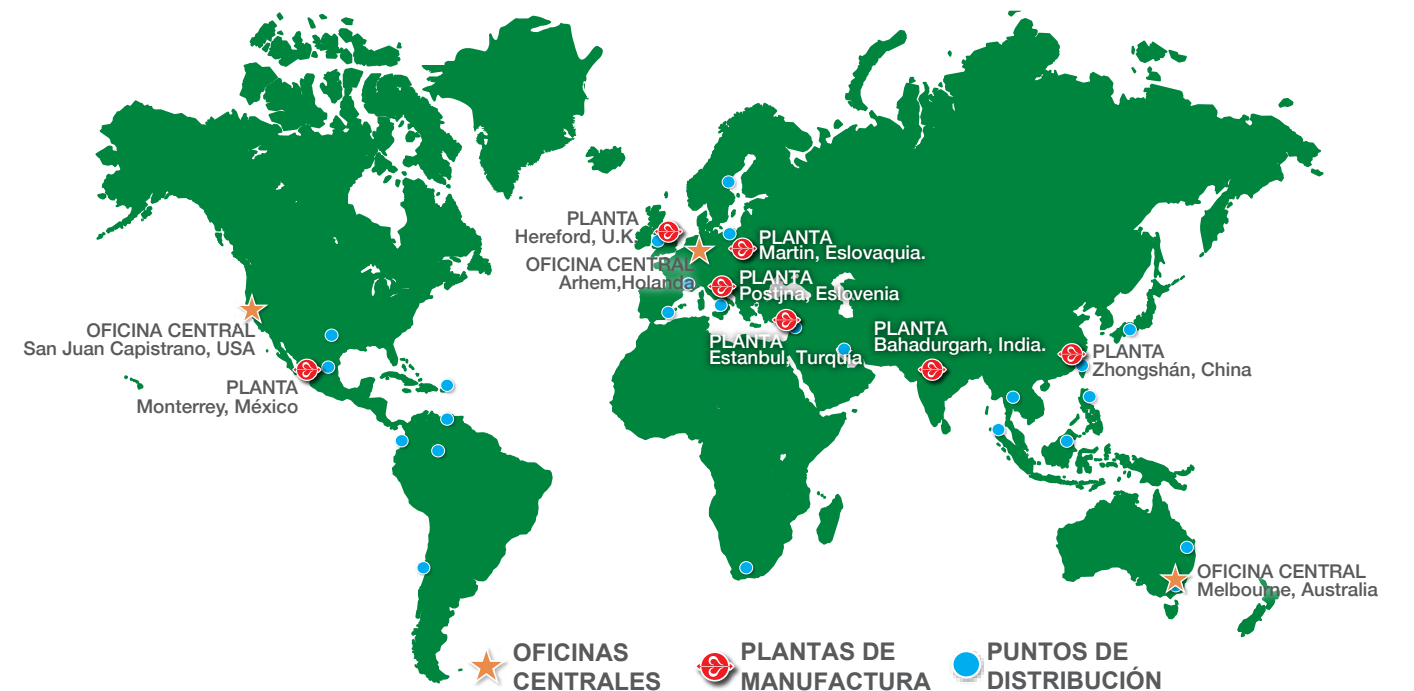 PLANTA
Hereford, U.K.
OFICINA CENTRAL
Arhem,Holanda
PLANTA
Martin, Eslovaquia.
PLANTA
Postjna, Eslovenia
PLANTA
Estanbul, Turquia
PLANTA
Bahadurgarh, India.
PLANTA
Zhongshán, China
OFICINA CENTRAL
San Juan Capistrano, USA
PLANTA
Monterrey, México
OFICINA CENTRAL
Melbourne, Australia
OFICINAS
CENTRALES
PLANTAS DE
MANUFACTURA
PUNTOS DE
DISTRIBUCIÓN